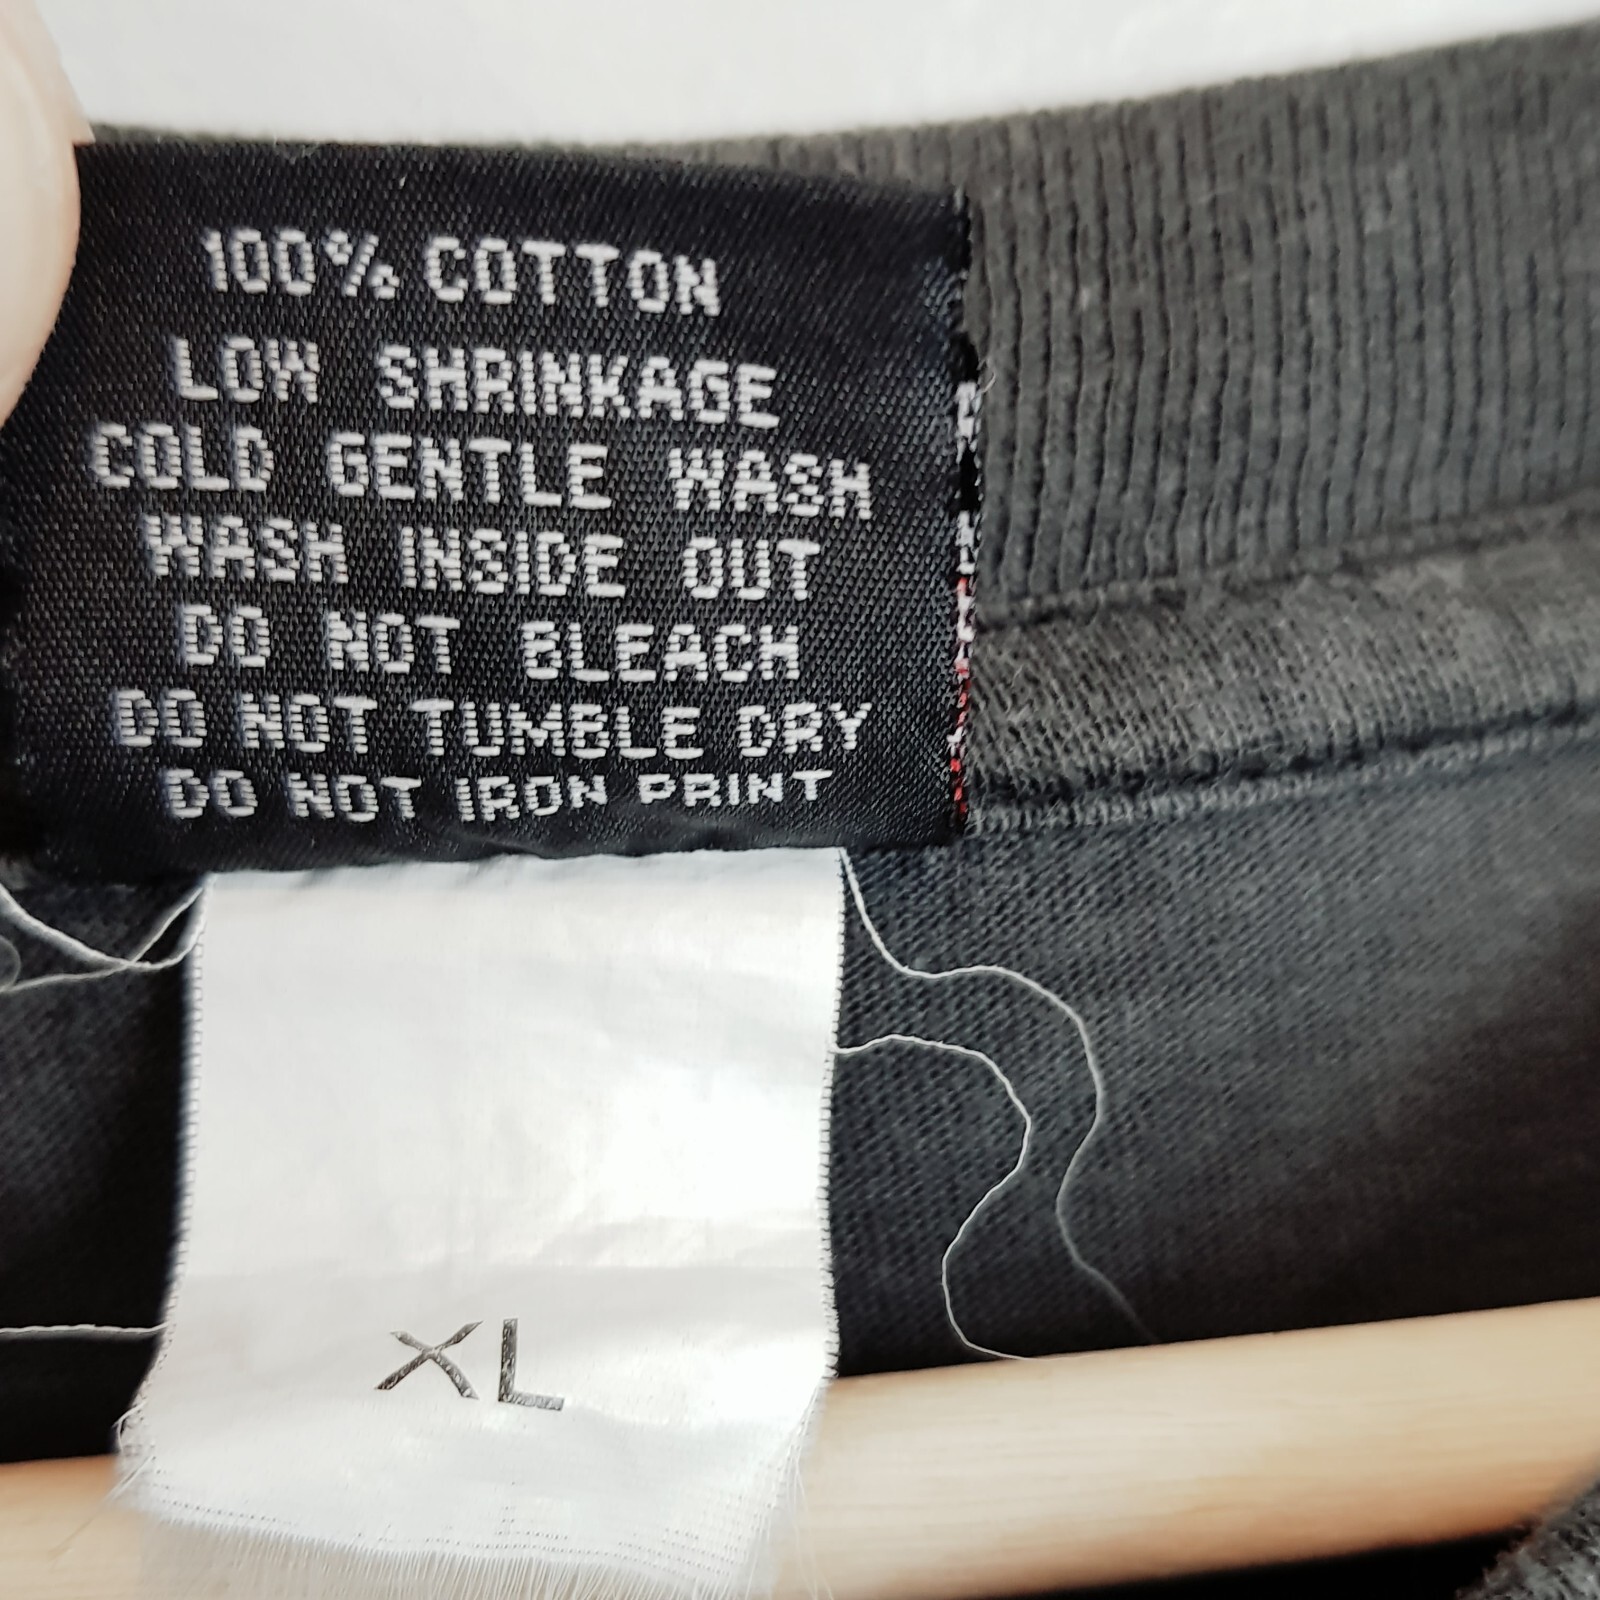 100% COTTON
LOW SHRINKAGE
COLD GENTLE WASH
WASH INSIDE OUT
DO NOT BLEACH
DO NOT TUMBLE DRY
DO NOT IRON PRINT
XL